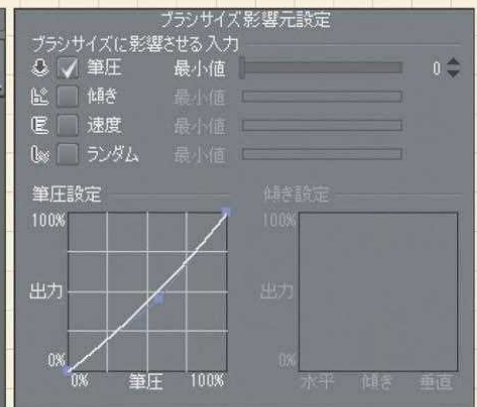 ブラシサイズ影響元設定
ブラシサイズに影響させる入力
筆圧 最小値 0
傾き 最小値
速度 最小値
ランダム 最小値
筆圧設定
100%
出力
0%
0% 筆圧 100%
傾き設定
100%
出力
0%
水平 傾き 垂直